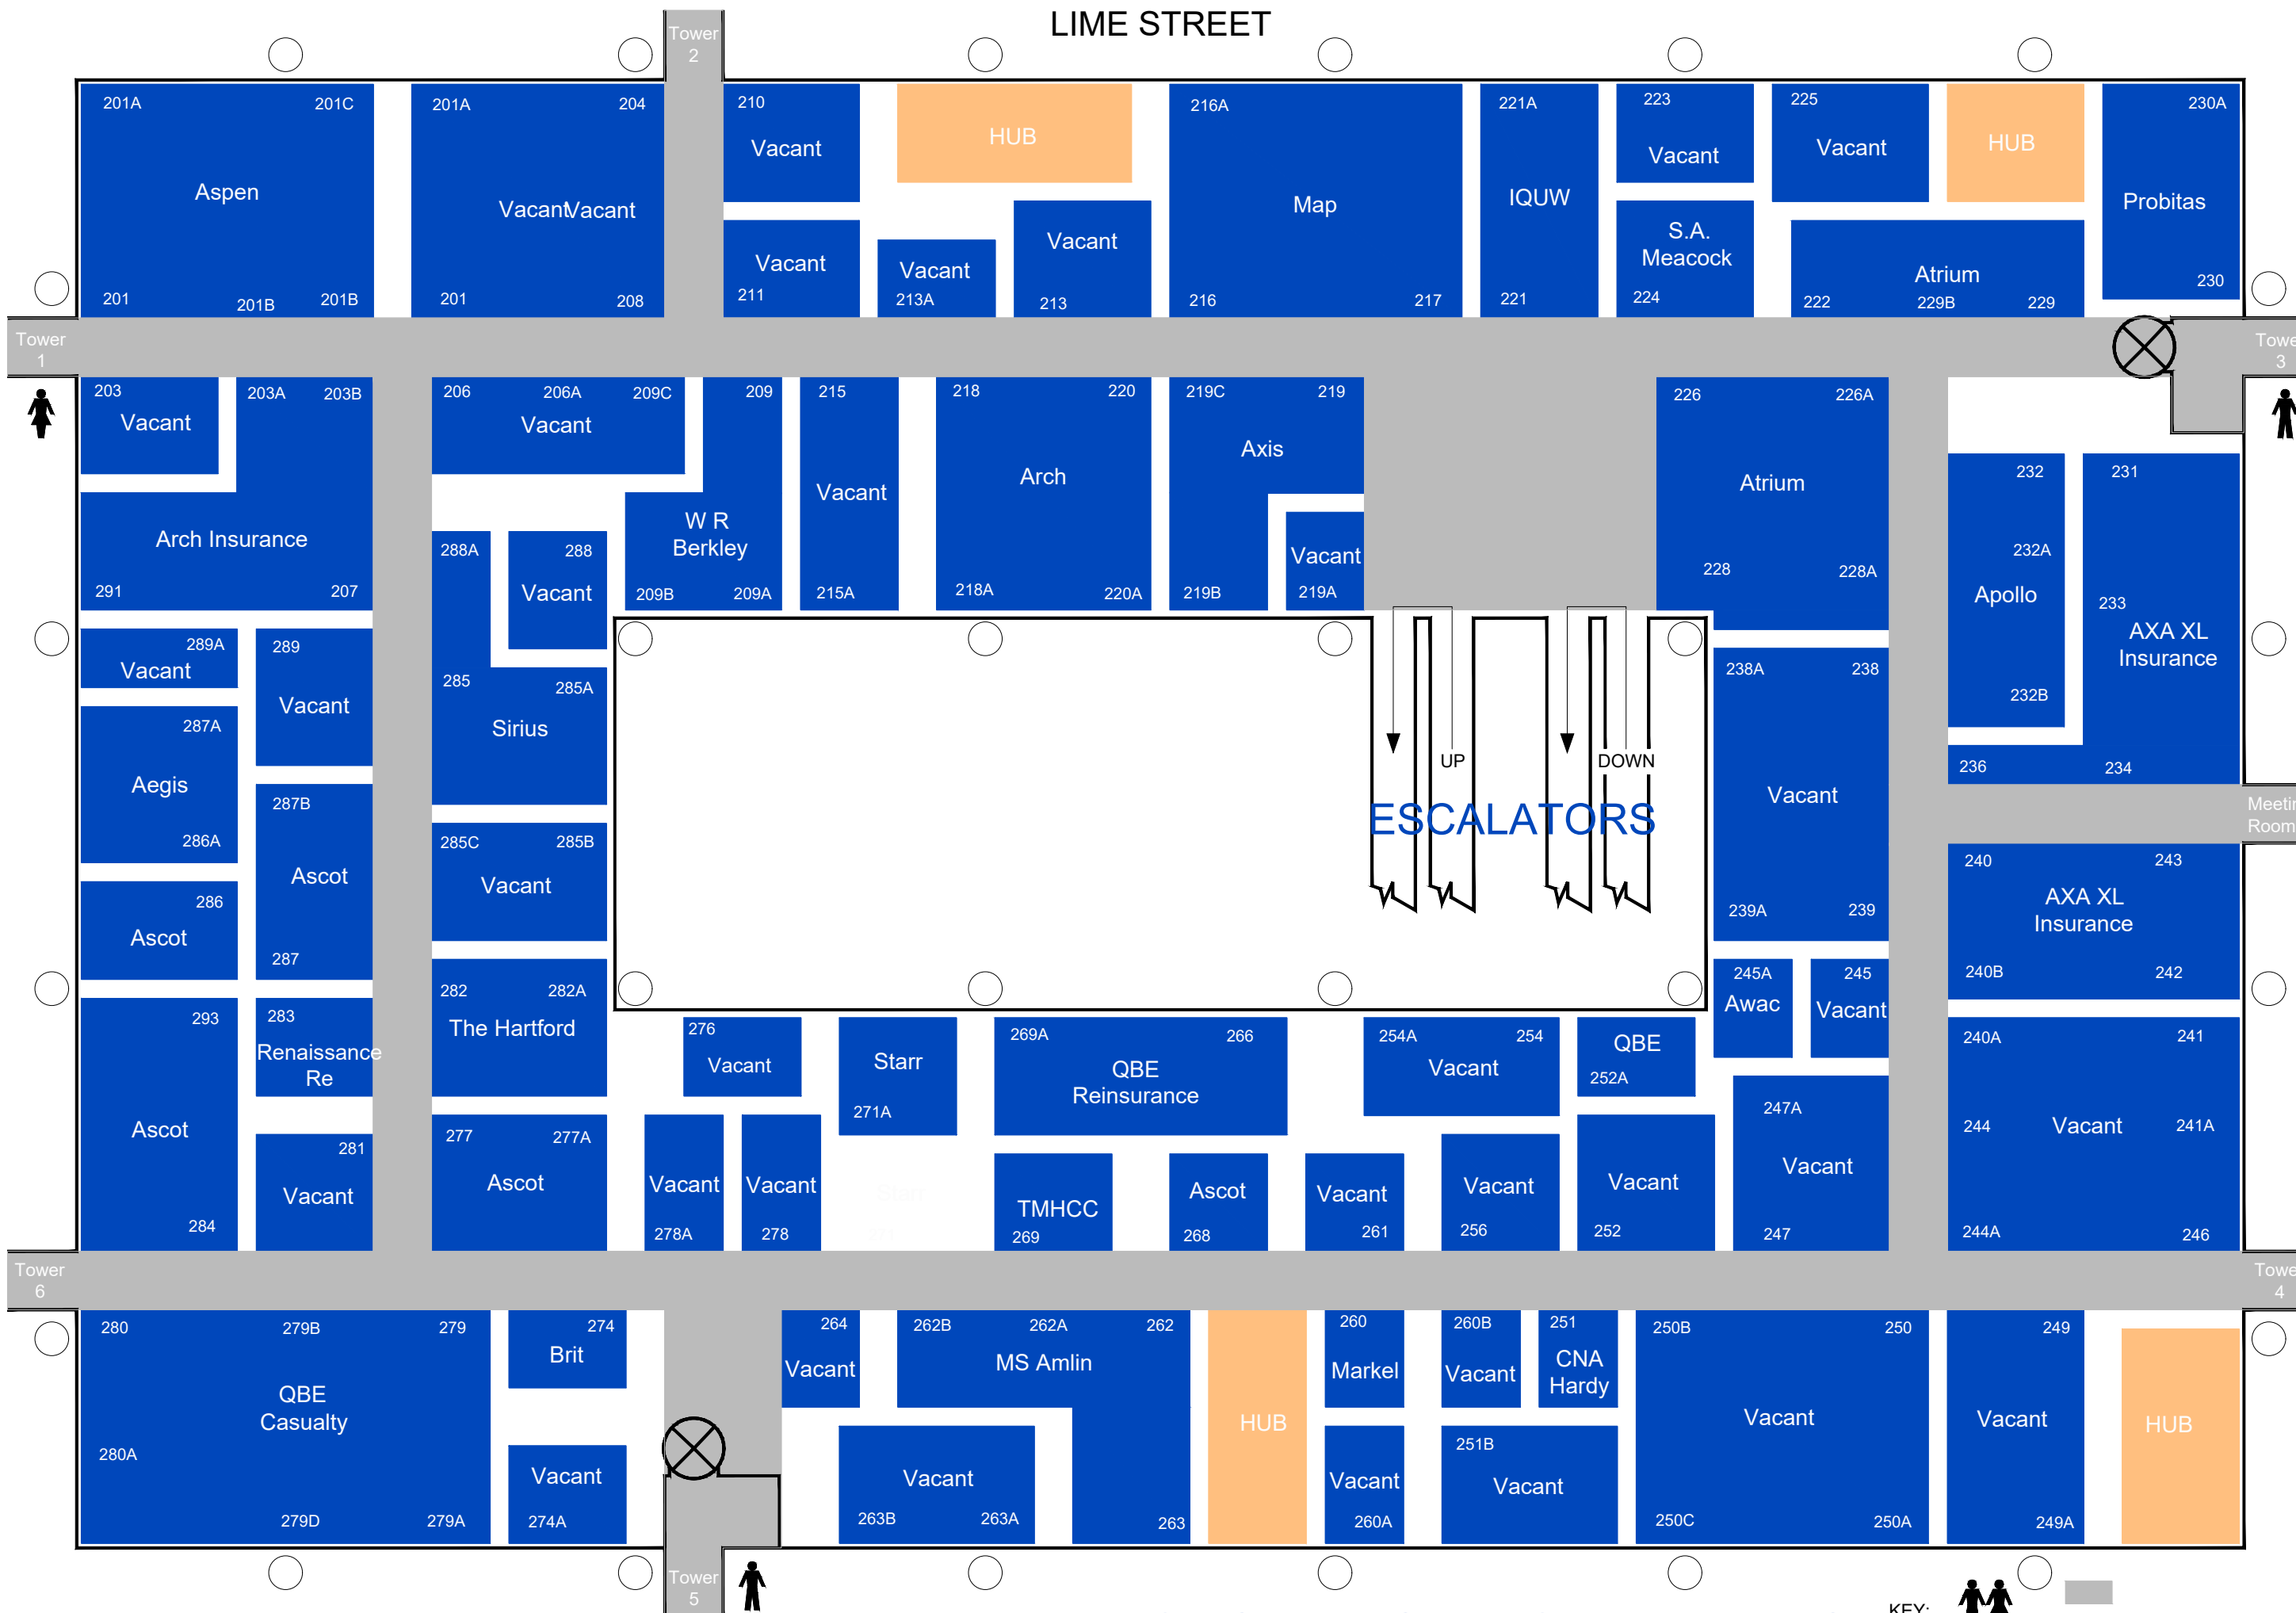 LIME STREET
Tower
2
201A
201C
Aspen
201
201B
201B
201A
204
Vacant
Vacant
201
208
210
Vacant
Vacant
211
HUB
Vacant
213A
Vacant
213
216A
Map
216
217
221A
IQUW
221
223
Vacant
S.A.
Meacock
224
225
Vacant
HUB
Atrium
222
229B
229
230A
Probitas
230
Tower
1
Towe
3
203
Vacant
203A
203B
Arch Insurance
291
207
206
206A
209C
Vacant
209
W R
Berkley
209B
209A
215
Vacant
215A
218
220
Arch
218A
220A
219C
219
Axis
219B
Vacant
219A
226
226A
Atrium
228
228A
232
232A
Apollo
232B
231
233
AXA XL
Insurance
236
234
288A
288
Vacant
285
285A
Sirius
289A
Vacant
289
Vacant
287A
Aegis
286A
287B
Ascot
287
286
Ascot
285C
285B
Vacant
UP
DOWN
ESCALATORS
238A
238
Vacant
239A
239
Meetin
Room
240
243
AXA XL
Insurance
240B
242
293
Ascot
284
283
Renaissance
Re
281
Vacant
282
282A
The Hartford
277
277A
Ascot
276
Vacant
Vacant
278A
Vacant
278
Starr
271A
269A
266
QBE
Reinsurance
TMHCC
269
Ascot
268
Vacant
261
254A
254
Vacant
Vacant
256
QBE
252A
Vacant
252
245A
Awac
245
Vacant
247A
Vacant
247
240A
241
244
Vacant
241A
244A
246
Tower
6
Towe
4
280
279B
279
QBE
Casualty
280A
279D
279A
274
Brit
Vacant
274A
264
Vacant
262B
262A
262
MS Amlin
263
Vacant
263B
263A
HUB
260
Markel
Vacant
260A
260B
Vacant
251
CNA
Hardy
251B
Vacant
250B
250
Vacant
250C
250A
249
Vacant
249A
HUB
Tower
5
KEY: